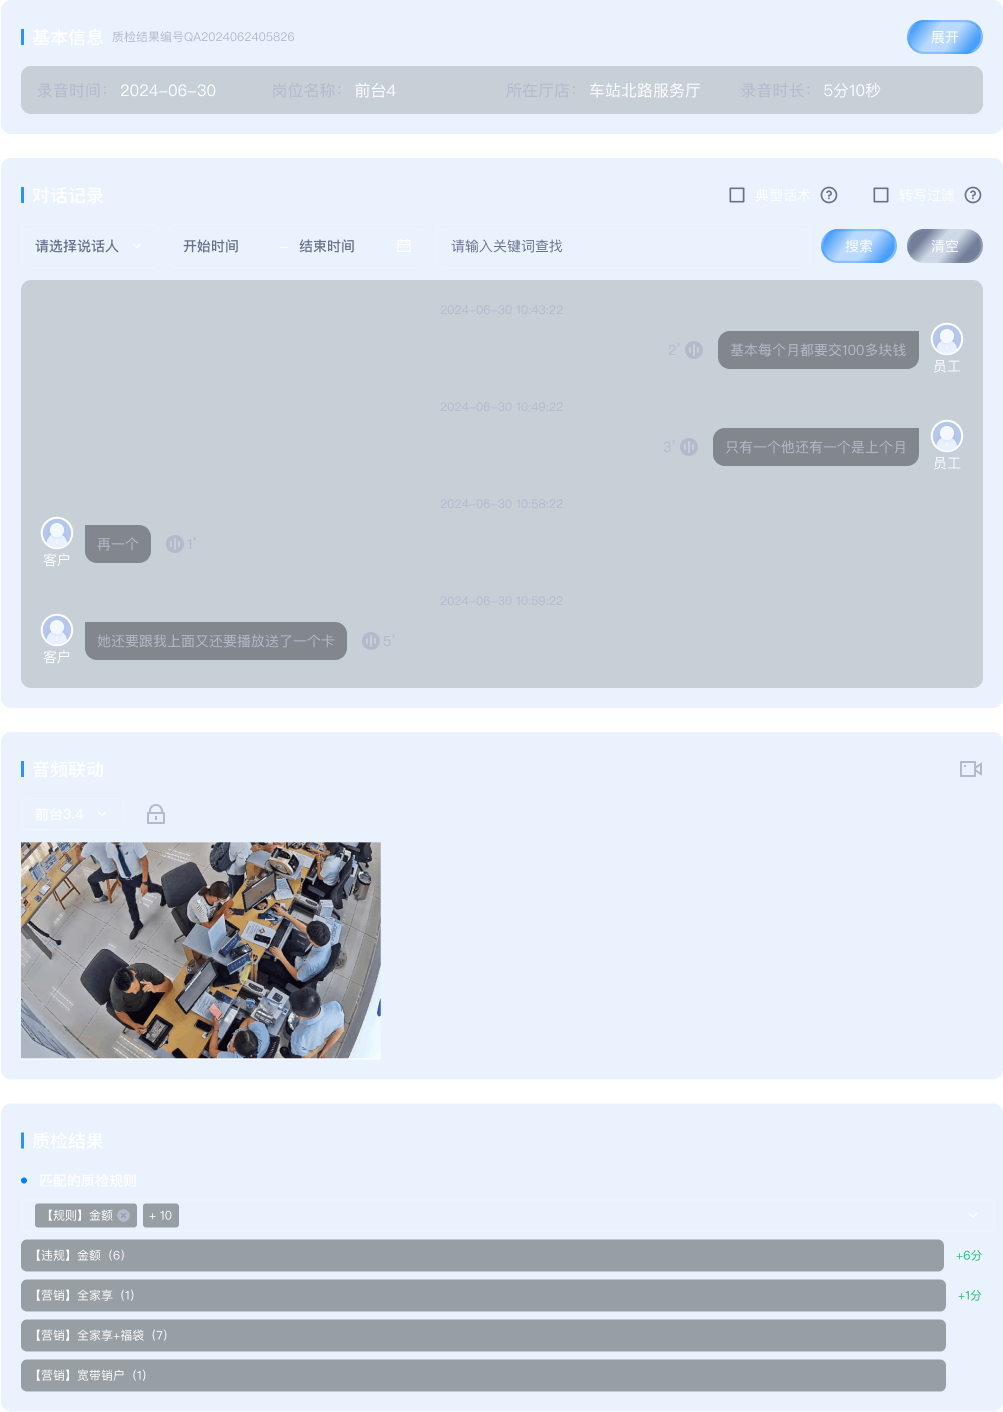 基本信息 质检结果编号QA2024062405826 展开
录音时间： 2024-06-30 岗位名称： 前台4 所在厅店： 车站北路服务厅 录音时长： 5分10秒
对话记录 典型话术 转写过滤
请选择说话人 开始时间 - 结束时间 请输入关键词查找 搜索 清空
2024-06-30 10:43:22
2' 基本每个月都要交100多块钱
员工
2024-06-30 10:49:22
3' 只有一个他还有一个是上个月
员工
2024-06-30 10:58:22
再一个 1'
客户
2024-06-30 10:59:22
她还要跟我上面又还要播放送了一个卡 5'
客户
音频联动
前台3.4
质检结果
匹配的质检规则
【规则】金额 + 10
【违规】金额（6） +6分
【营销】全家享（1） +1分
【营销】全家享+福袋（7）
【营销】宽带销户（1）